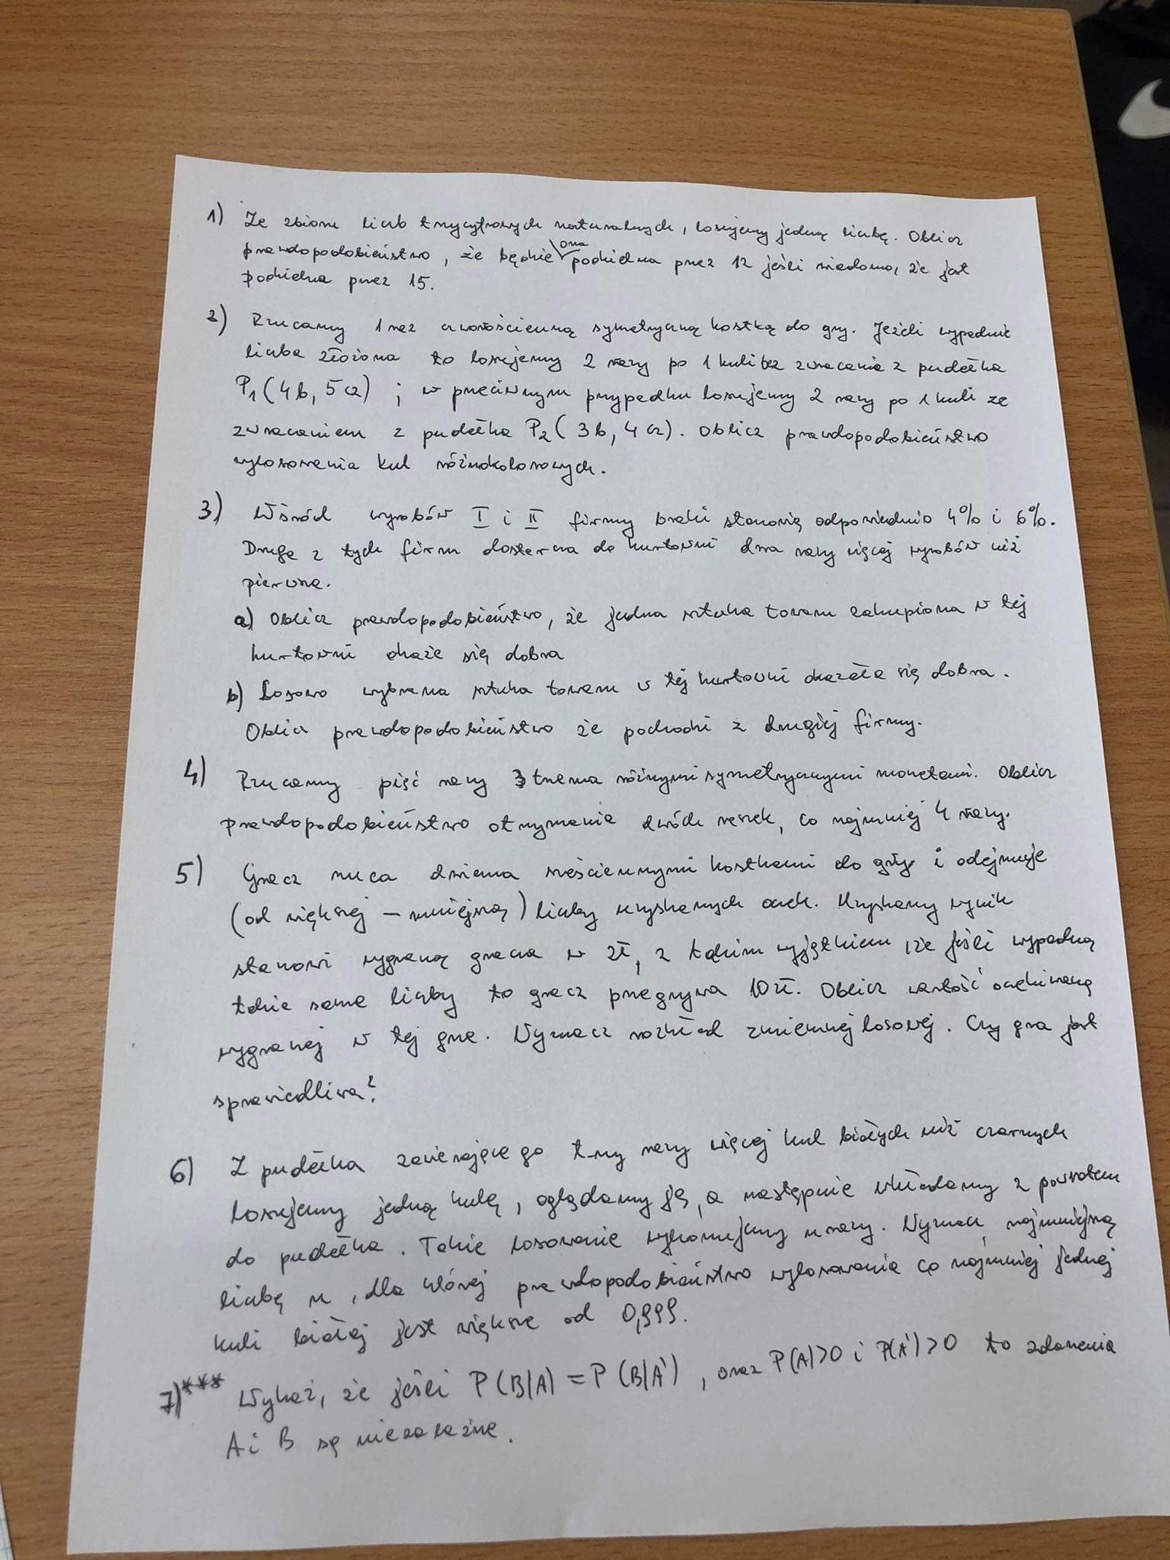 1) Ze zbioru liczb trzycyfrowych naturalnych, losujemy jedną liczbę. Oblicz
prawdopodobieństwo, że będzie ona podzielna przez 12 jeśli wiadomo, że jest
podzielna przez 15.
2) Rzucamy 1 raz czworościenną symetryczną kostką do gry. Jeżeli wypadnie
liczba złożona to losujemy 2 razy po 1 kuli bez zwracania z pudełka
P₁ (4b, 5cz) ; w przeciwnym przypadku losujemy 2 razy po 1 kuli ze
zwracaniem z pudełka P₂ (3b, 4cz). Oblicz prawdopodobieństwo
wylosowania kul różnokolorowych.
3) Wśród wyrobów I i II firmy braki stanowią odpowiednio 4% i 6%.
Druga z tych firm dostarcza do hurtowni dwa razy więcej wyrobów niż
pierwsza.
a) Oblicz prawdopodobieństwo, że jedna sztuka towaru zakupiona w tej
hurtowni okaże się dobra
b) Losowo wybrana sztuka towaru w tej hurtowni okazała się dobra.
Oblicz prawdopodobieństwo że pochodzi z drugiej firmy.
4) Rzucamy pięć razy 3 trzema różnymi symetrycznymi monetami. Oblicz
prawdopodobieństwo otrzymania dwóch reszek, co najmniej 4 razy.
5) Gracz rzuca dwiema sześciennymi kostkami do gry i odejmuje
(od większej – mniejszą) liczby uzyskanych oczek. Uzyskany wynik
stanowi wygraną gracza w zł, z takim wyjątkiem że jeśli wypadną
takie same liczby to gracz przegrywa 10zł. Oblicz wartość oczekiwaną
wygranej w tej grze. Wyznacz rozkład zmiennej losowej. Czy gra jest
sprawiedliwa?
6) Z pudełka zawierającego trzy razy więcej kul białych niż czarnych
losujemy jedną kulę, oglądamy ją, a następnie wkładamy z powrotem
do pudełka. Takie losowanie wykonujemy n razy. Wyznacz najmniejszą
liczbę n, dla której prawdopodobieństwo wylosowania co najmniej jednej
kuli białej jest większe od 0,999.
7)*** Wykaż, że jeśli P(B|A) = P(B|A'), oraz P(A)>0 i P(A')>0 to zdarzenia
A i B są niezależne.